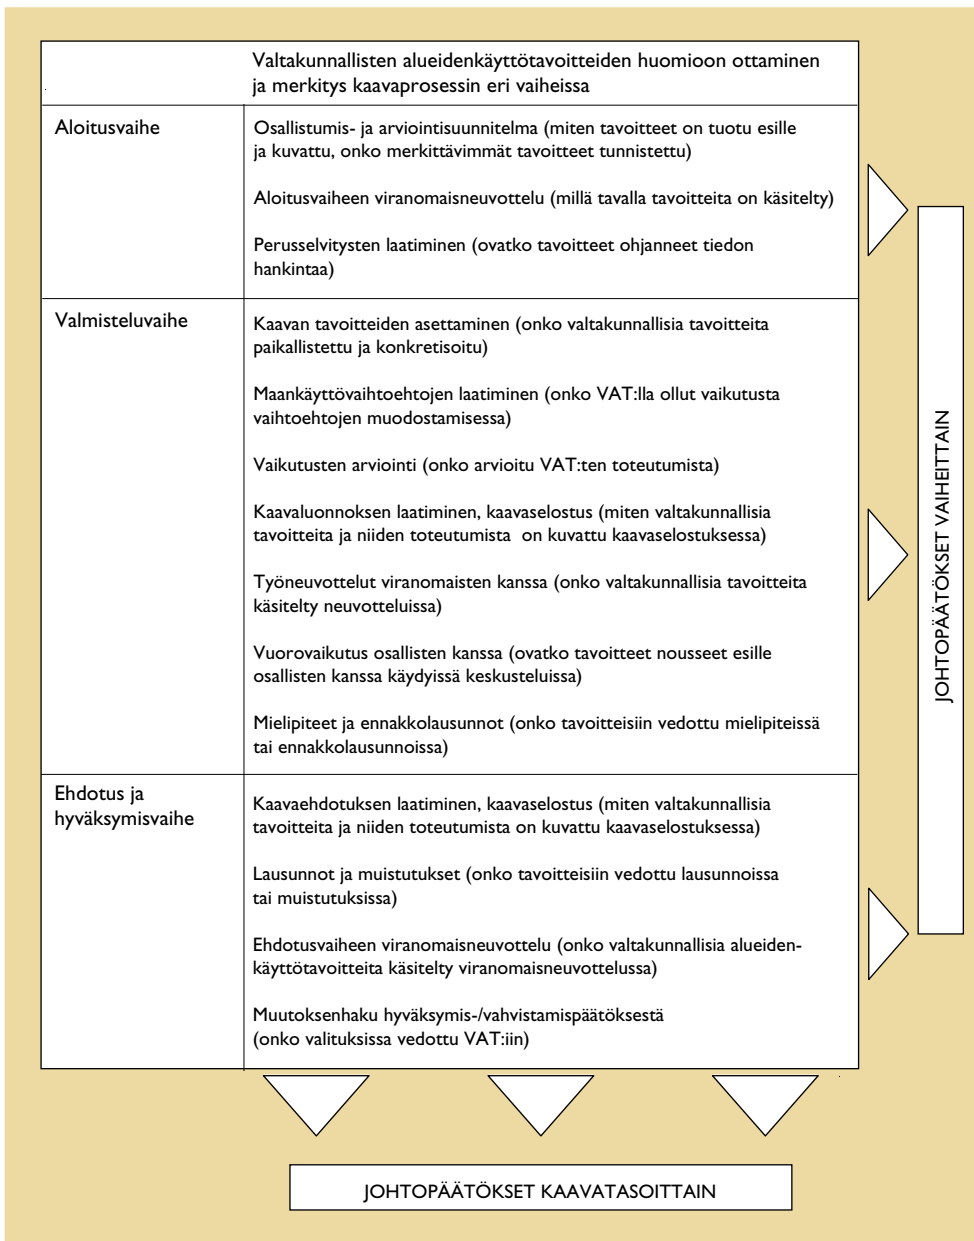 Valtakunnallisten alueidenkäyttötavoitteiden huomioon ottaminen
ja merkitys kaavaprosessin eri vaiheissa
Aloitusvaihe
Osallistumis- ja arviointisuunnitelma (miten tavoitteet on tuotu esille
ja kuvattu, onko merkittävimmät tavoitteet tunnistettu)
Aloitusvaiheen viranomaisneuvottelu (millä tavalla tavoitteita on käsitelty)
Perusselvitysten laatiminen (ovatko tavoitteet ohjanneet tiedon
hankintaa)
Valmisteluvaihe
Kaavan tavoitteiden asettaminen (onko valtakunnallisia tavoitteita
paikallistettu ja konkretisoitu)
Maankäyttövaihtoehtojen laatiminen (onko VAT:lla ollut vaikutusta
vaihtoehtojen muodostamisessa)
Vaikutusten arviointi (onko arvioitu VAT:ten toteutumista)
Kaavaluonnoksen laatiminen, kaavaselostus (miten valtakunnallisia
tavoitteita ja niiden toteutumista on kuvattu kaavaselostuksessa)
Työneuvottelut viranomaisten kanssa (onko valtakunnallisia tavoitteita
käsitelty neuvotteluissa)
Vuorovaikutus osallisten kanssa (ovatko tavoitteet nousseet esille
osallisten kanssa käydyissä keskusteluissa)
Mielipiteet ja ennakkolausunnot (onko tavoitteisiin vedottu mielipiteissä
tai ennakkolausunnoissa)
Ehdotus ja
hyväksymisvaihe
Kaavaehdotuksen laatiminen, kaavaselostus (miten valtakunnallisia
tavoitteita ja niiden toteutumista on kuvattu kaavaselostuksessa)
Lausunnot ja muistutukset (onko tavoitteisiin vedottu lausunnoissa
tai muistutuksissa)
Ehdotusvaiheen viranomaisneuvottelu (onko valtakunnallisia alueiden-
käyttötavoitteita käsitelty viranomaisneuvottelussa)
Muutoksenhaku hyväksymis-/vahvistamispäätöksestä
(onko valituksissa vedottu VAT:iin)
JOHTOPÄÄTÖKSET VAIHEITTAIN
JOHTOPÄÄTÖKSET KAAVATASOITTAIN